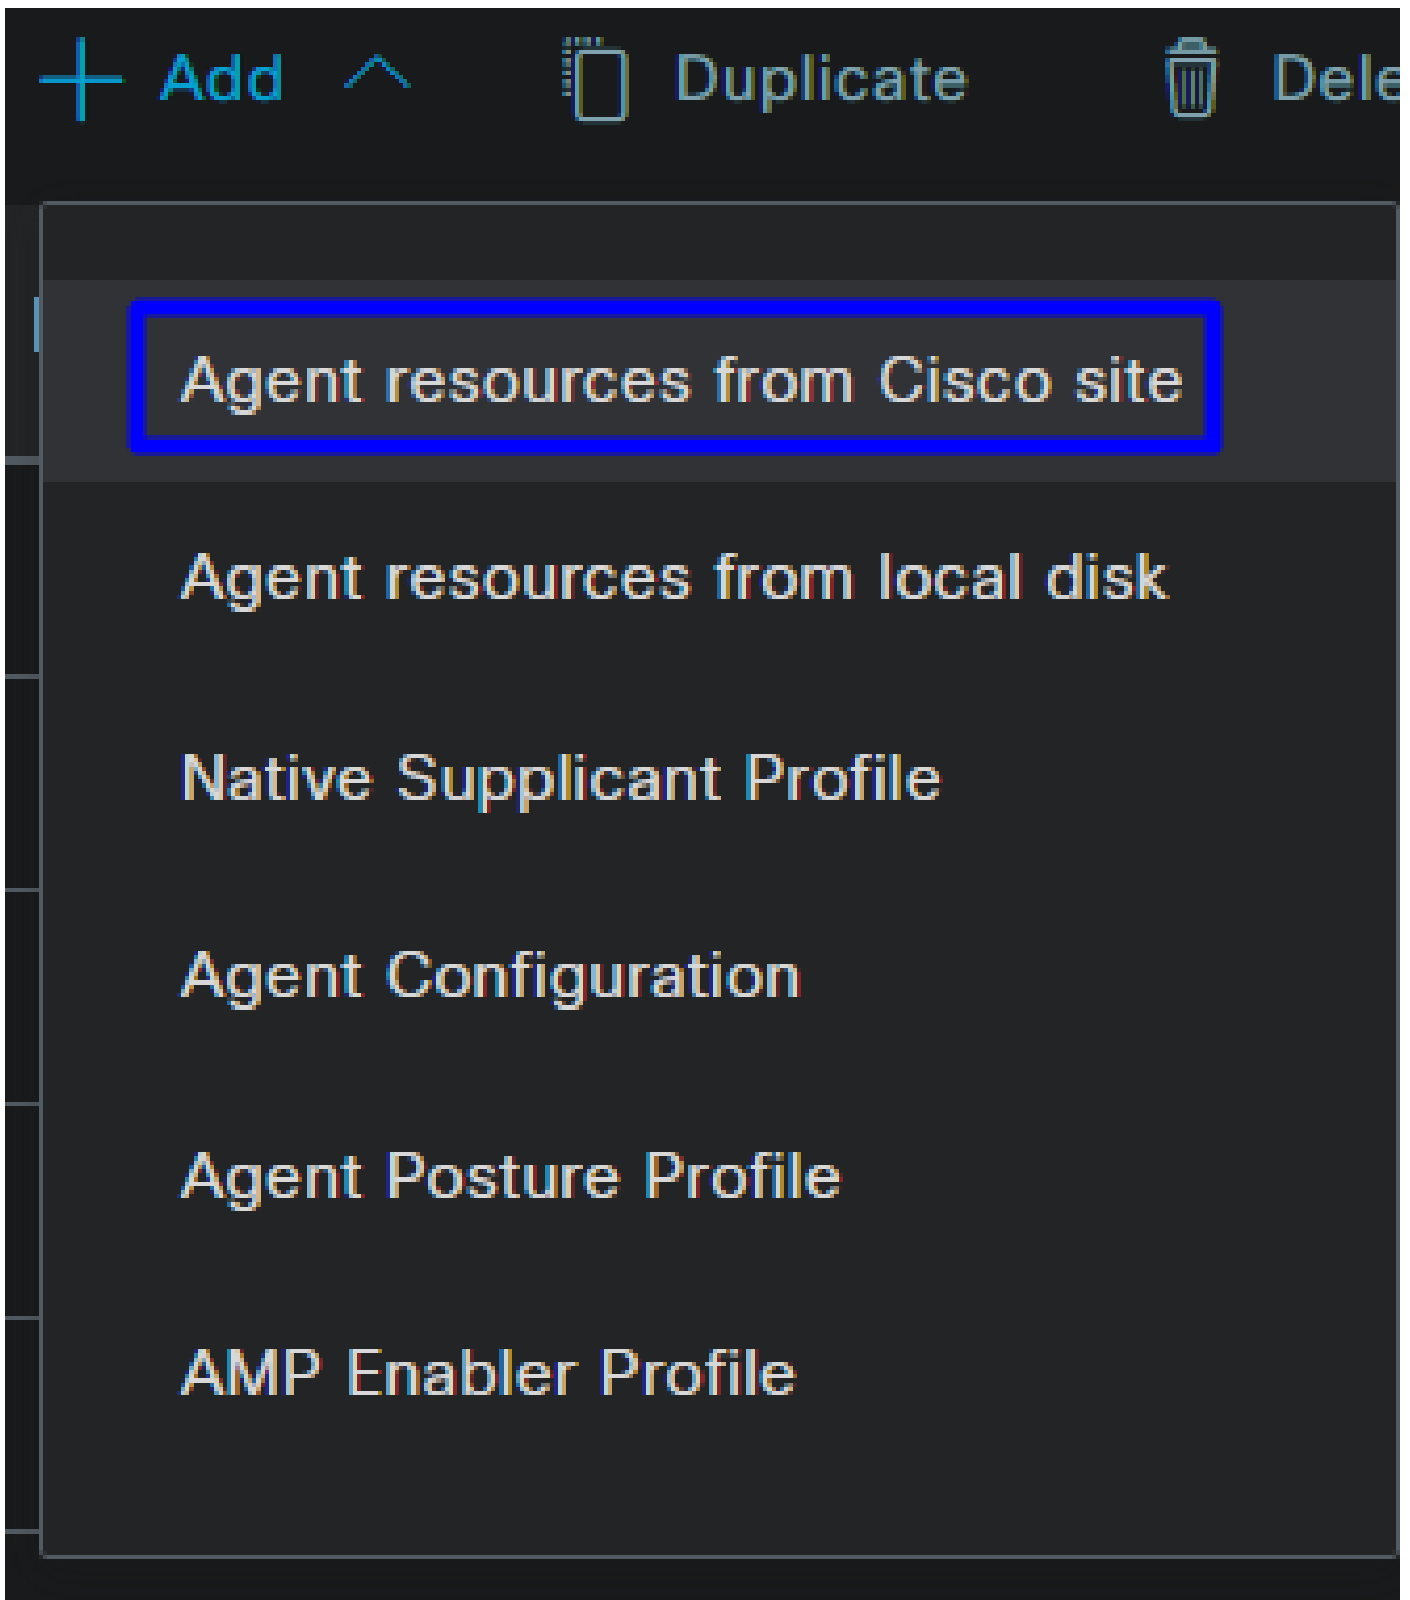 Add Duplicate
Agent resources from Cisco site
Agent resources from local disk
Native Supplicant Profile
Agent Configuration
Agent Posture Profile
AMP Enabler Profile